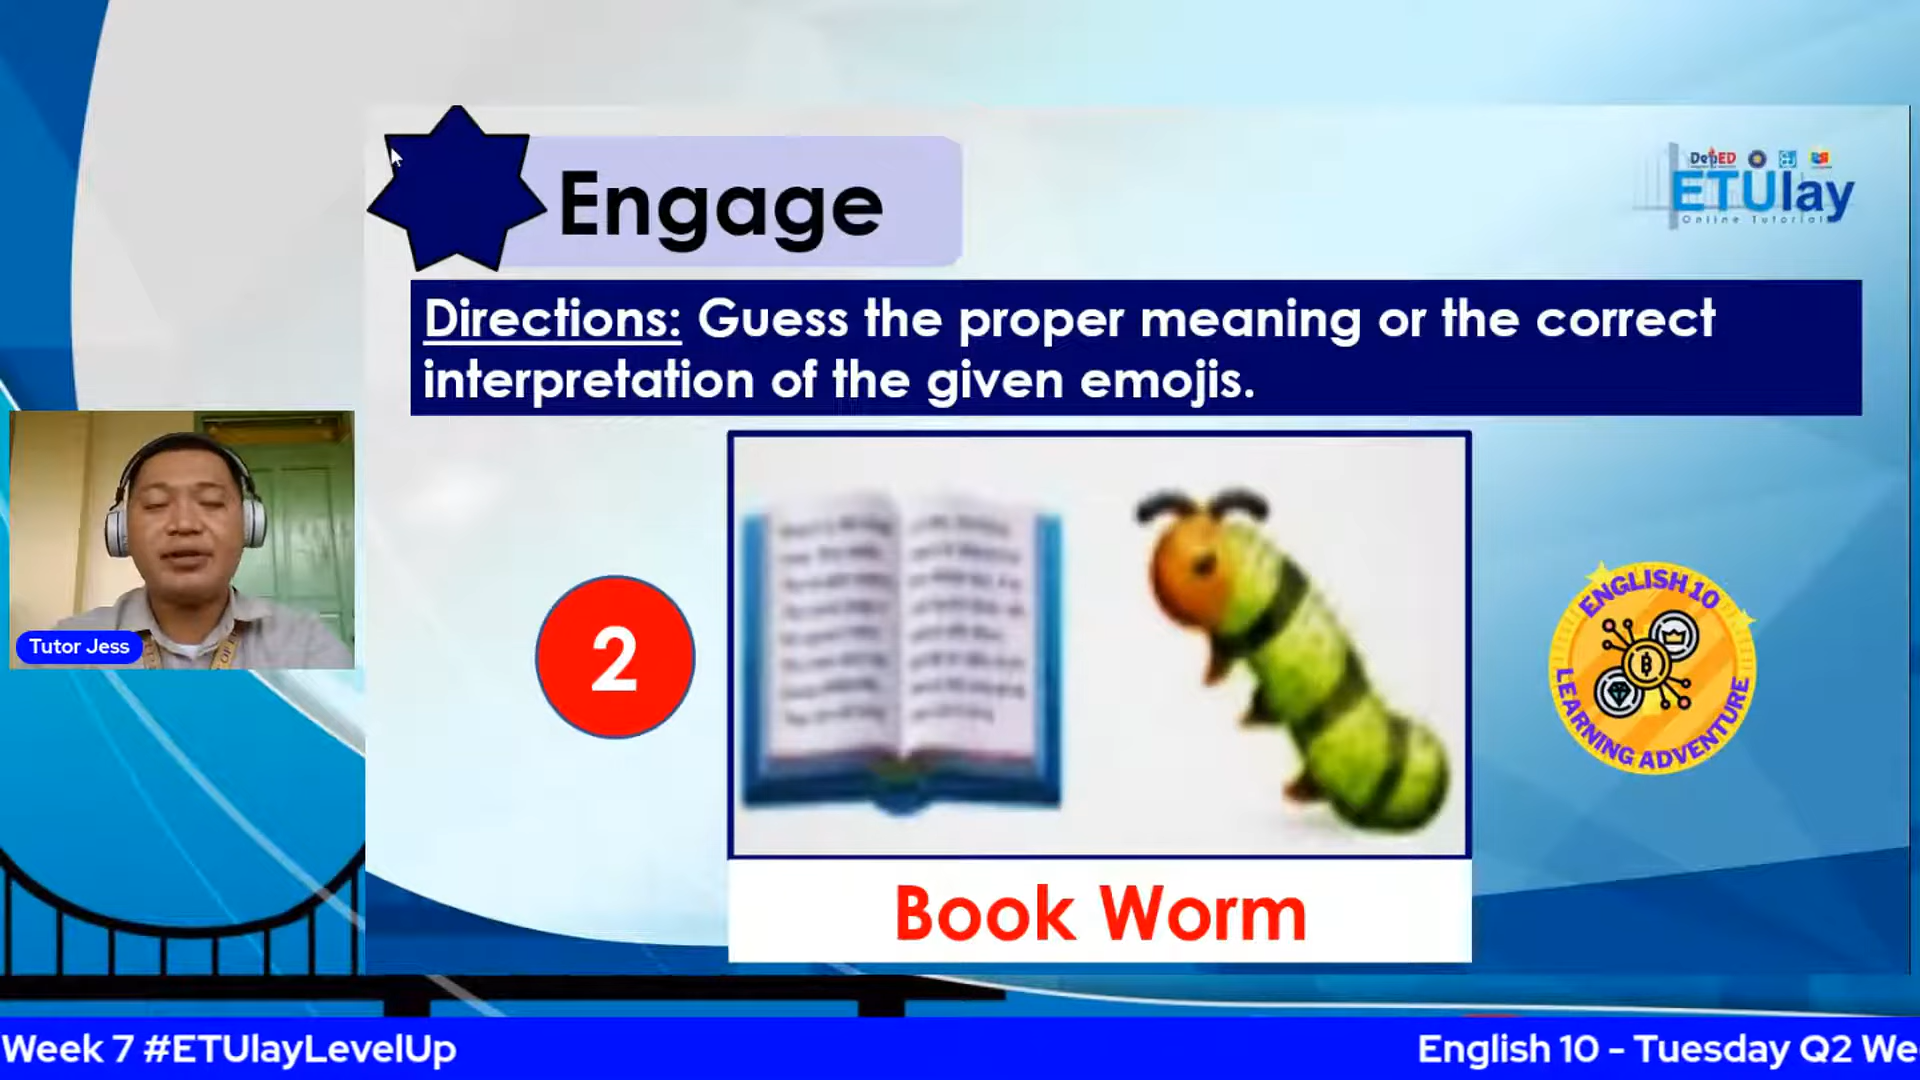 Engage
DepED
ETUlay
Online Tutorial
Directions: Guess the proper meaning or the correct
interpretation of the given emojis.
Tutor Jess
2
ENGLISH 10
LEARNING ADVENTURE
Book Worm
Week 7 #ETUlayLevelUp
English 10 - Tuesday Q2 We